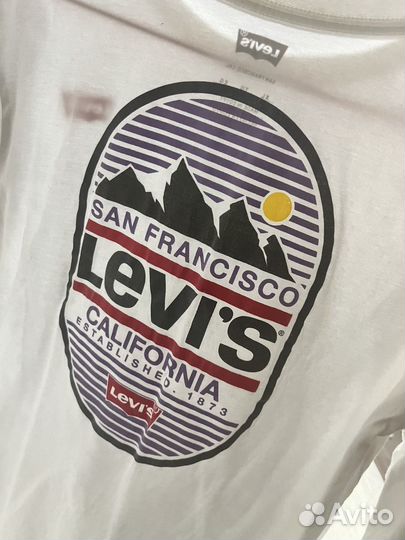 Levi's
SAN FRANCISCO
Levi's®
CALIFORNIA
ESTABLISHED. 1873
Levi's
Avito